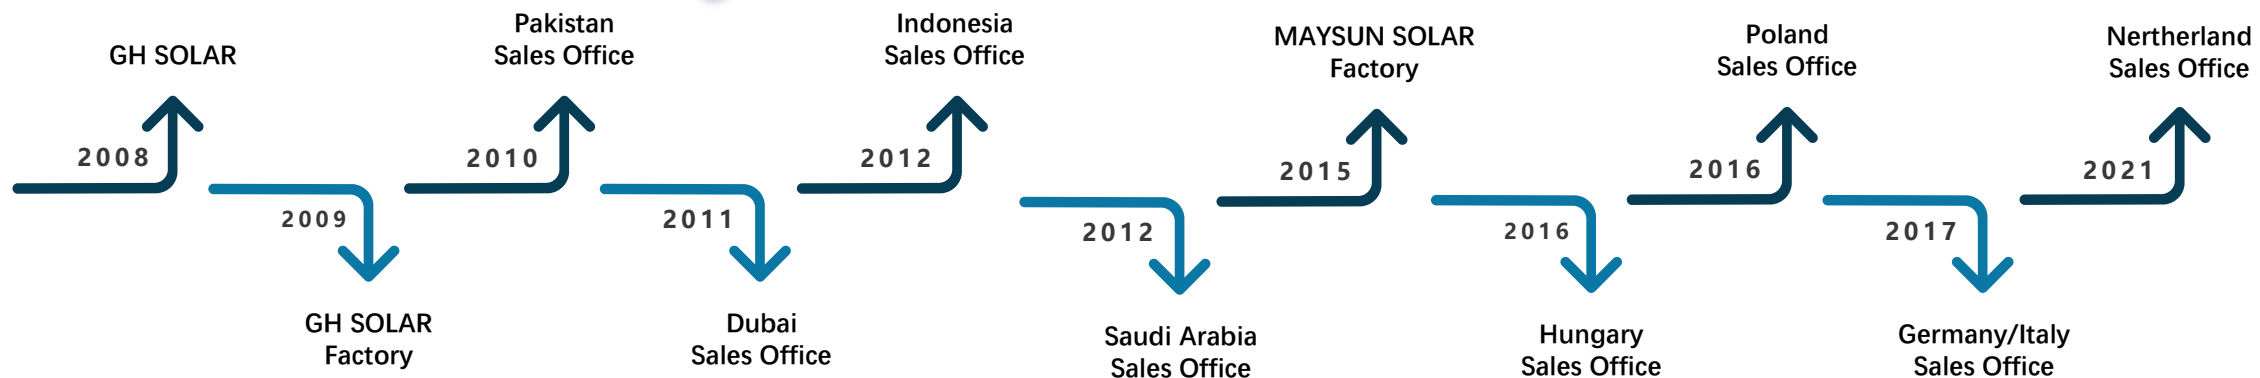 GH SOLAR
2008
2009
GH SOLAR
Factory
Pakistan
Sales Office
2010
2011
Dubai
Sales Office
Indonesia
Sales Office
2012
2012
Saudi Arabia
Sales Office
MAYSUN SOLAR
Factory
2015
2016
Hungary
Sales Office
Poland
Sales Office
2016
2017
Germany/Italy
Sales Office
Nertherland
Sales Office
2021